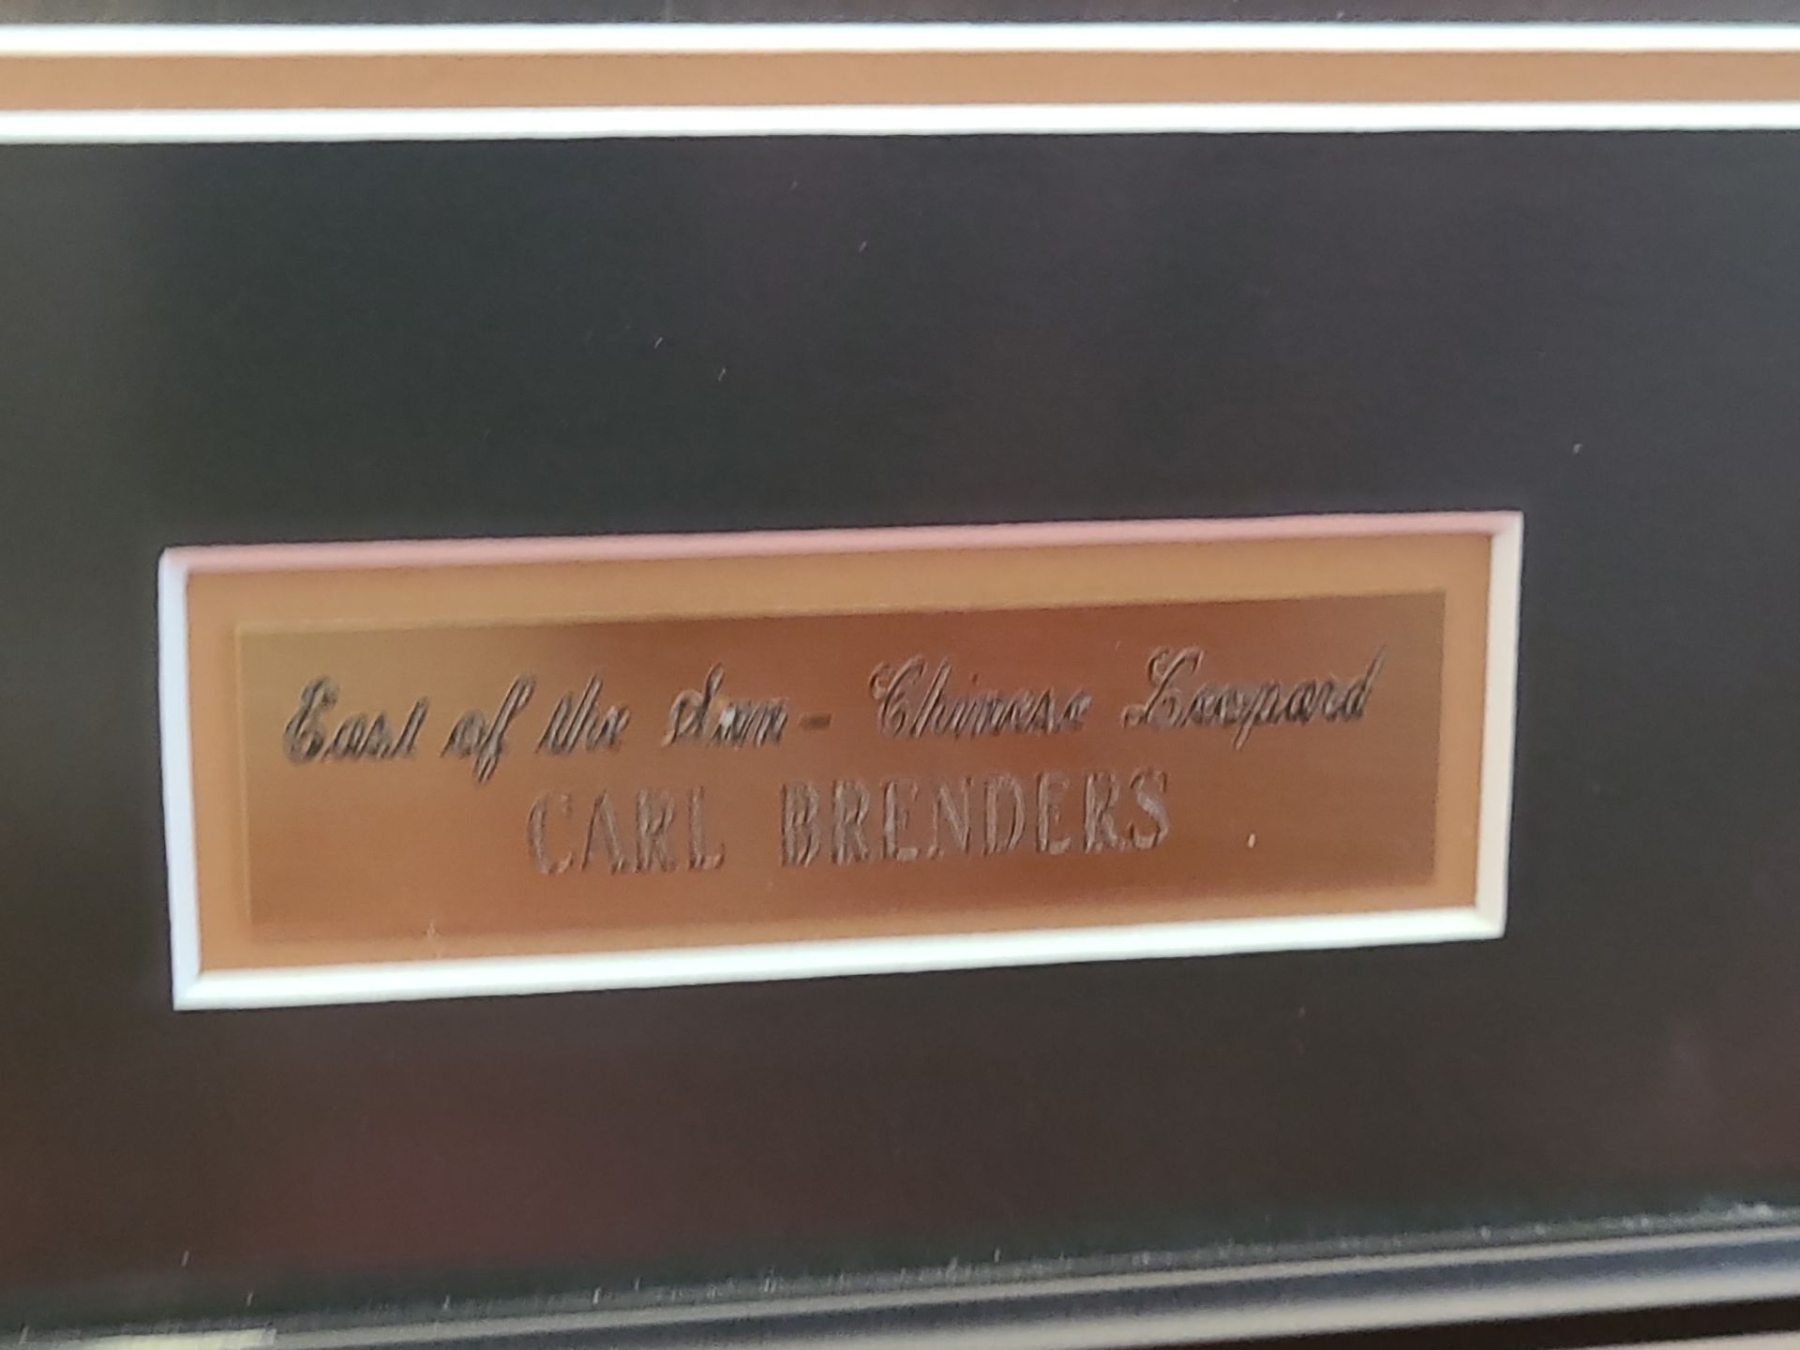 East of the Sun - Chinese Leopard
CARL BRENDERS